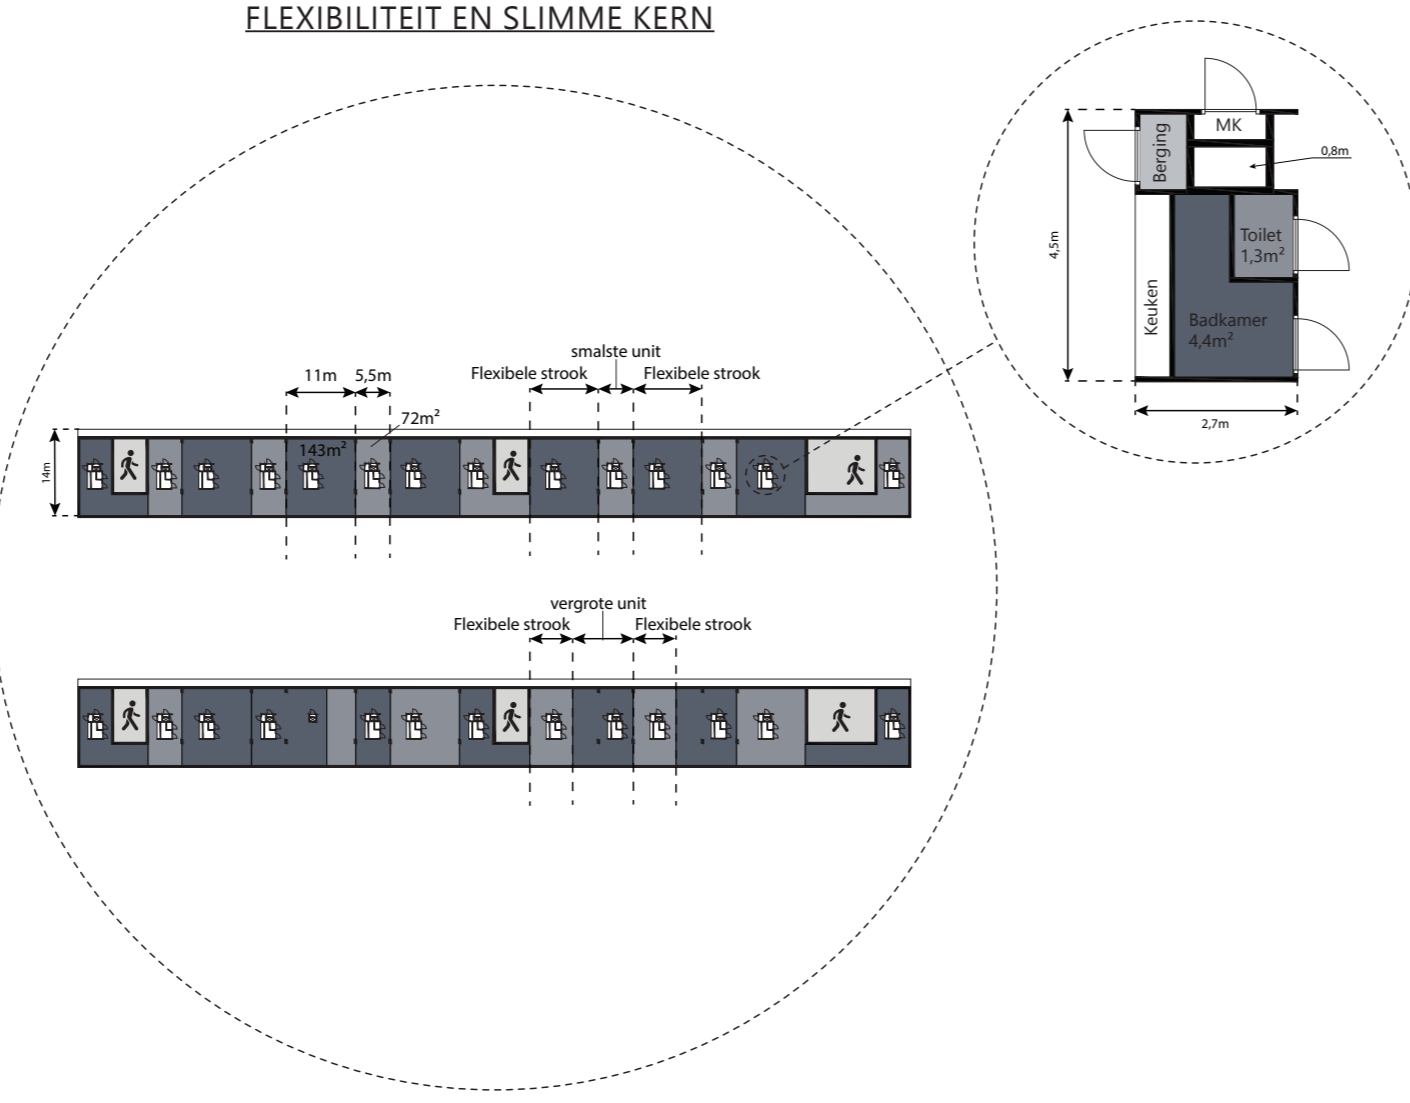 FLEXIBILITEIT EN SLIMME KERN
MK
Berging
0,8m
4,5m
Toilet
1,3m²
Keuken
Badkamer
4,4m²
2,7m
smalste unit
11m
5,5m
Flexibele strook
Flexibele strook
72m²
143m²
14m
vergrote unit
Flexibele strook
Flexibele strook